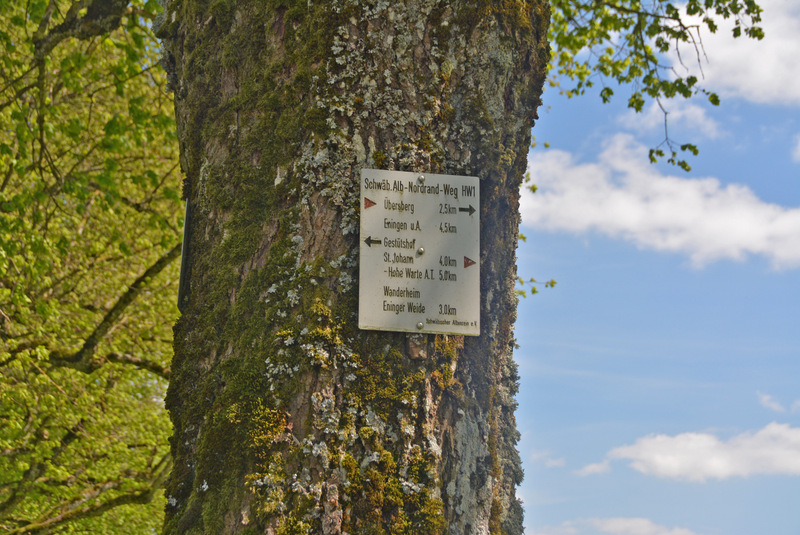 Schwäb. Alb-Nordrand-Weg HW1
Übersberg 2,5km
Eningen u.A. 4,5km
Gestütshof
St. Johann 4,0km
-Hohe Warte A.T. 5,0km
Wanderheim
Eninger Weide 3,0km
Schwäbischer Albverein e.V.